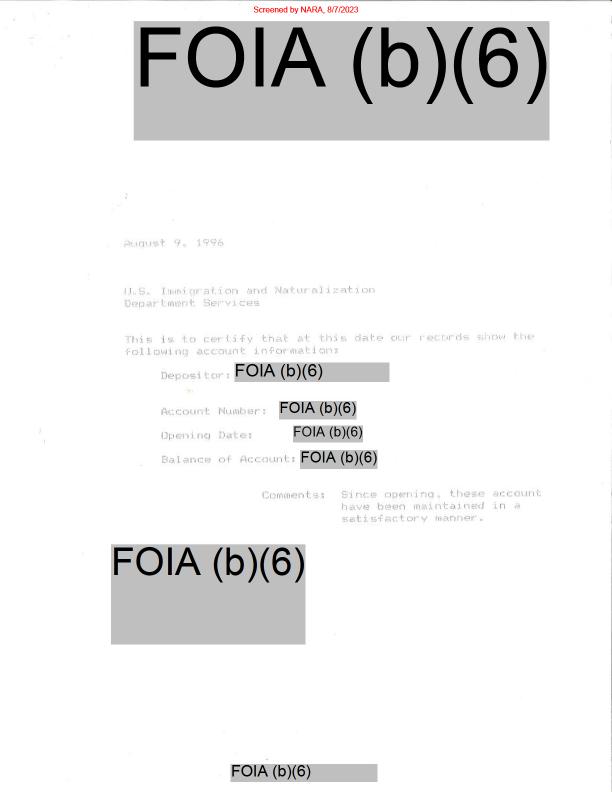 Screened by NARA, 8/7/2023
FOIA (b)(6)
August 9, 1996
U.S. Immigration and Naturalization
Department Services
This is to certify that at this date our records show the
following account information:
Depositor: FOIA (b)(6)
Account Number: FOIA (b)(6)
Opening Date: FOIA (b)(6)
Balance of Account: FOIA (b)(6)
Comments: Since opening, these account
have been maintained in a
satisfactory manner.
FOIA (b)(6)
FOIA (b)(6)